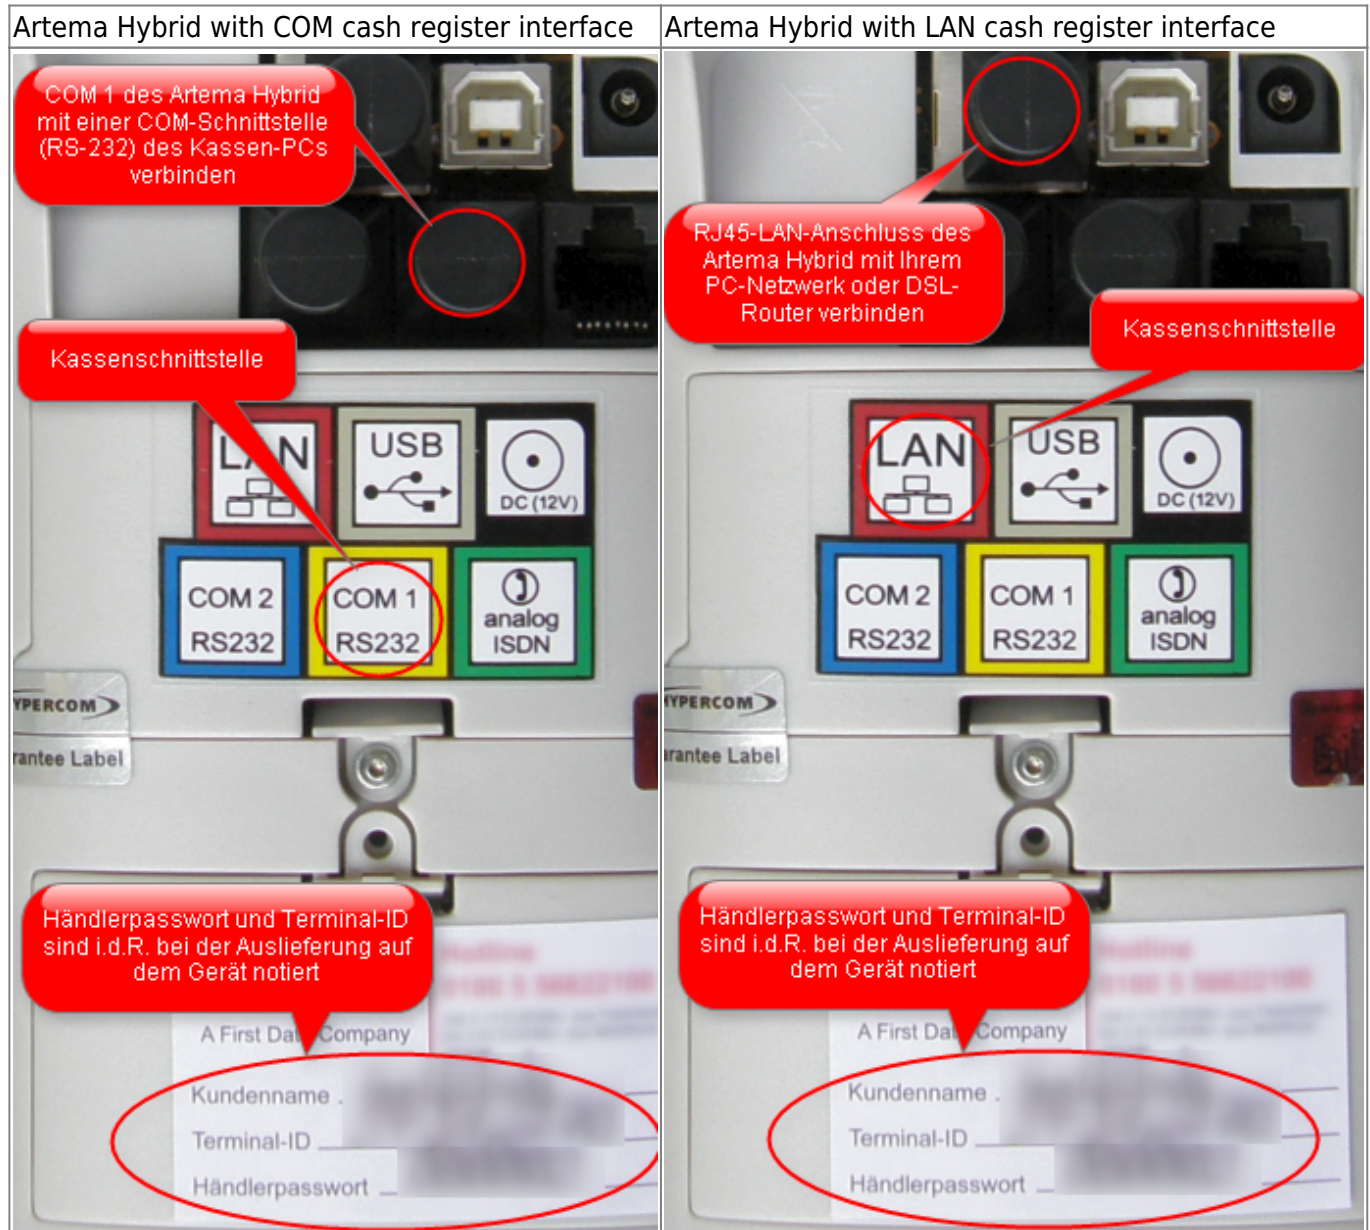 Artema Hybrid with COM cash register interface
COM 1 des Artema Hybrid
mit einer COM-Schnittstelle
(RS-232) des Kassen-PCs
verbinden
Kassenschnittstelle
LAN
USB
DC (12V)
COM 2
RS232
COM 1
RS232
analog
ISDN
YPERCOM
rantee Label
Händlerpasswort und Terminal-ID
sind i.d.R. bei der Auslieferung auf
dem Gerät notiert
Hotline
A First Data Company
Kundenname
Terminal-ID
Händlerpasswort
Artema Hybrid with LAN cash register interface
RJ45-LAN-Anschluss des
Artema Hybrid mit Ihrem
PC-Netzwerk oder DSL-
Router verbinden
Kassenschnittstelle
LAN
USB
DC (12V)
COM 2
RS232
COM 1
RS232
analog
ISDN
YPERCOM
arantee Label
Händlerpasswort und Terminal-ID
sind i.d.R. bei der Auslieferung auf
dem Gerät notiert
Hotline
A First Data Company
Kundenname
Terminal-ID
Händlerpasswort